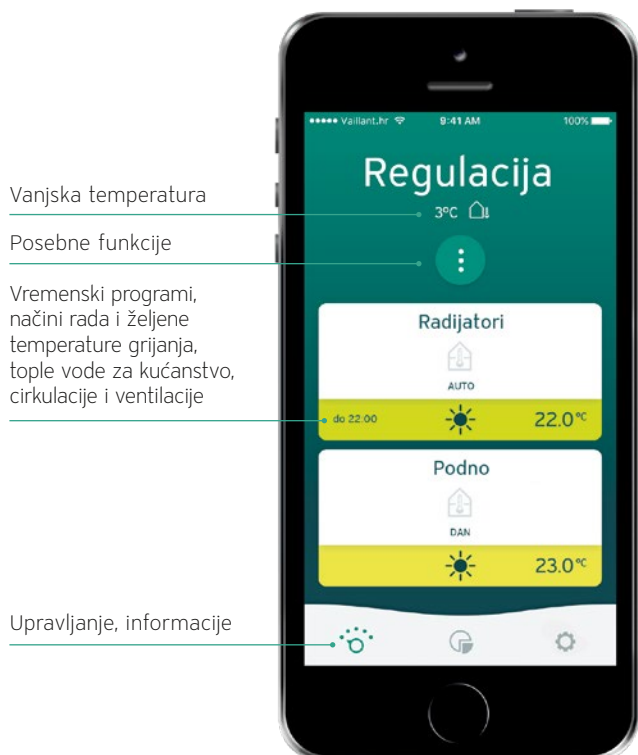 Vaillant.hr
9:41 AM
100%
Regulacija
3°C
Vanjska temperatura
Posebne funkcije
Vremenski programi,
načini rada i željene
temperature grijanja,
tople vode za kućanstvo,
cirkulacije i ventilacije
Radijatori
AUTO
do 22:00
22.0°C
Podno
DAN
23.0°C
Upravljanje, informacije